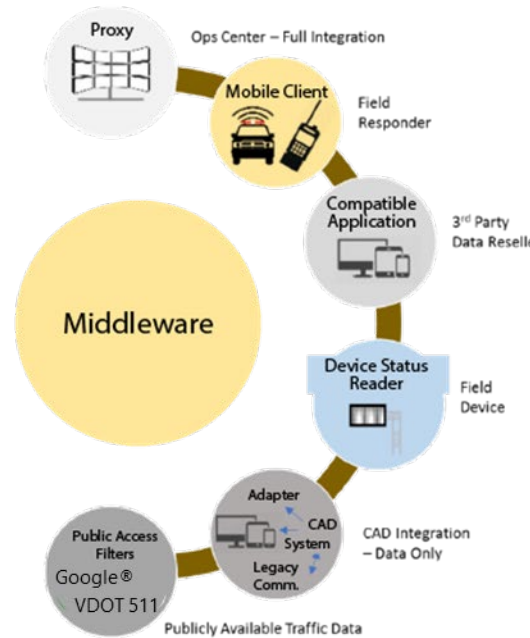 Proxy
Ops Center – Full Integration
Mobile Client
Field
Responder
Compatible
Application
3rd Party
Data Reselle
Middleware
Device Status
Reader
Field
Device
Adapter
CAD
System
Legacy
Comm.
CAD Integration
– Data Only
Public Access
Filters
Google®
VDOT 511
Publicly Available Traffic Data